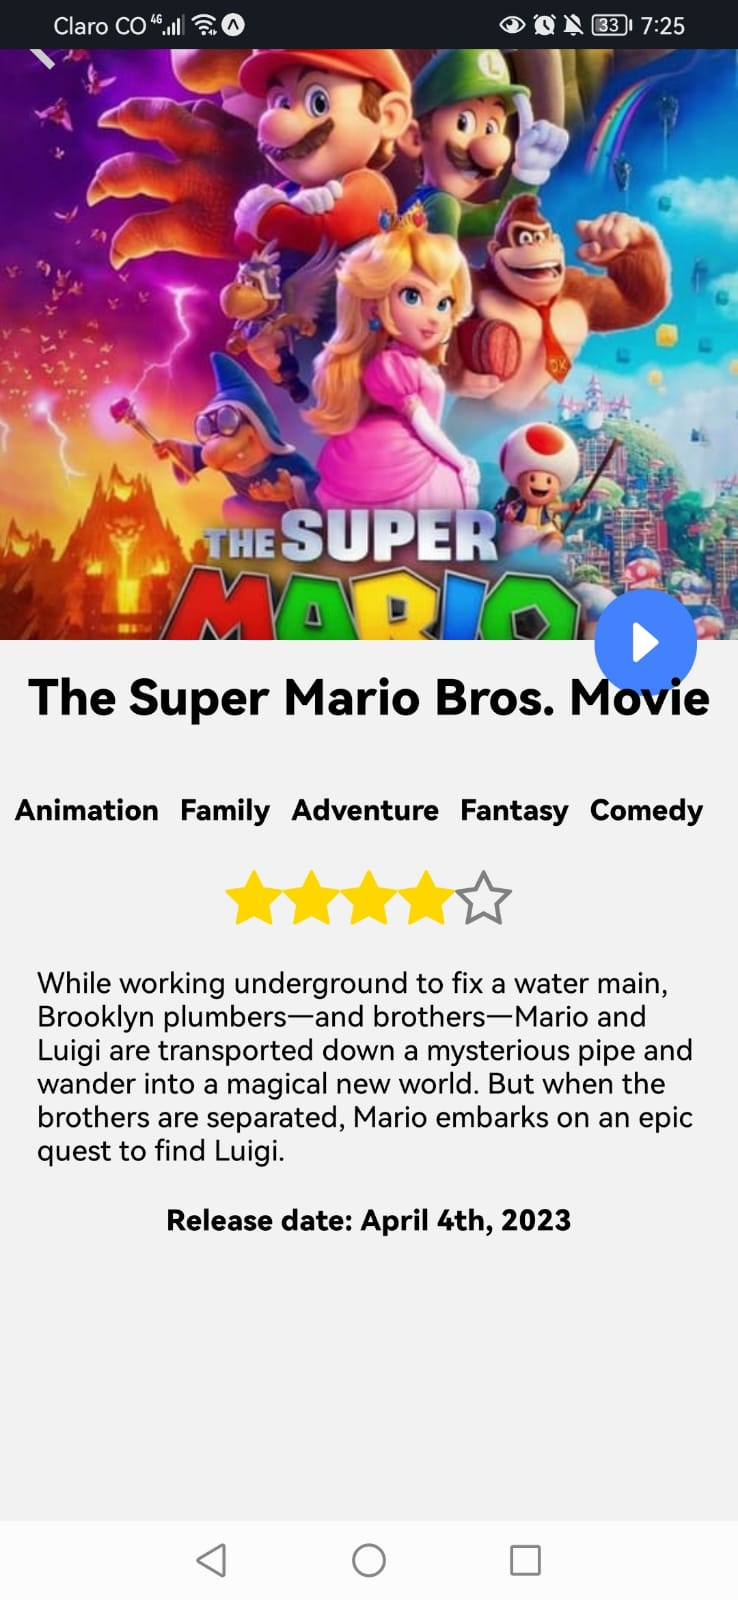 Claro CO 4G 33 7:25
L
DK
THE SUPER
MARIO
The Super Mario Bros. Movie
Animation Family Adventure Fantasy Comedy
While working underground to fix a water main,
Brooklyn plumbers—and brothers—Mario and
Luigi are transported down a mysterious pipe and
wander into a magical new world. But when the
brothers are separated, Mario embarks on an epic
quest to find Luigi.
Release date: April 4th, 2023